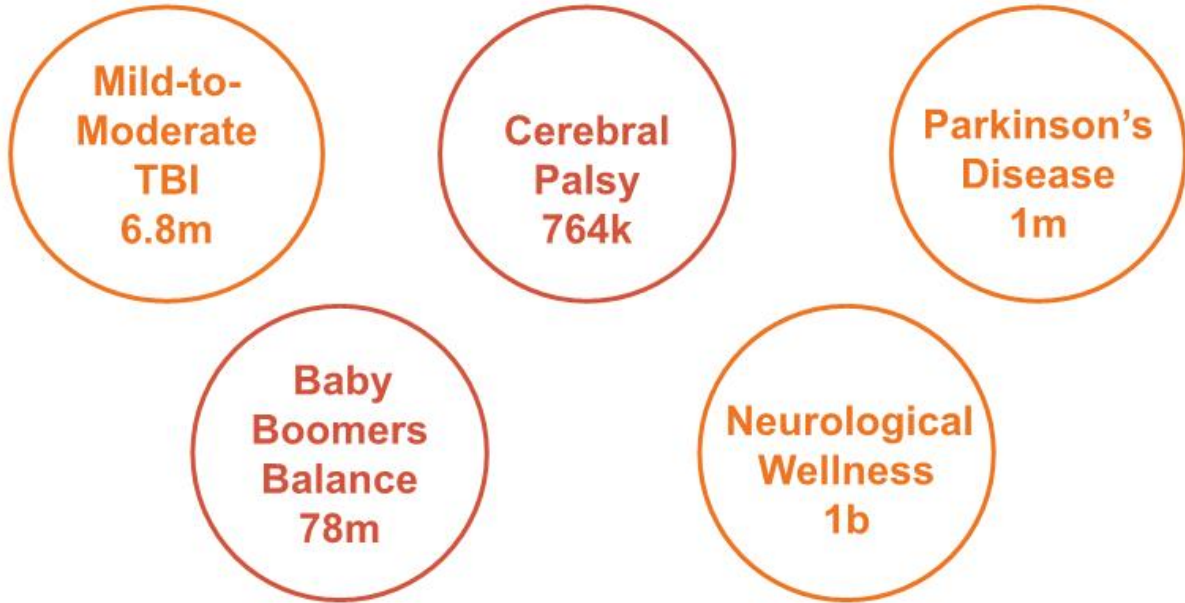 Mild-to-
Moderate
TBI
6.8m
Cerebral
Palsy
764k
Parkinson's
Disease
1m
Baby
Boomers
Balance
78m
Neurological
Wellness
1b